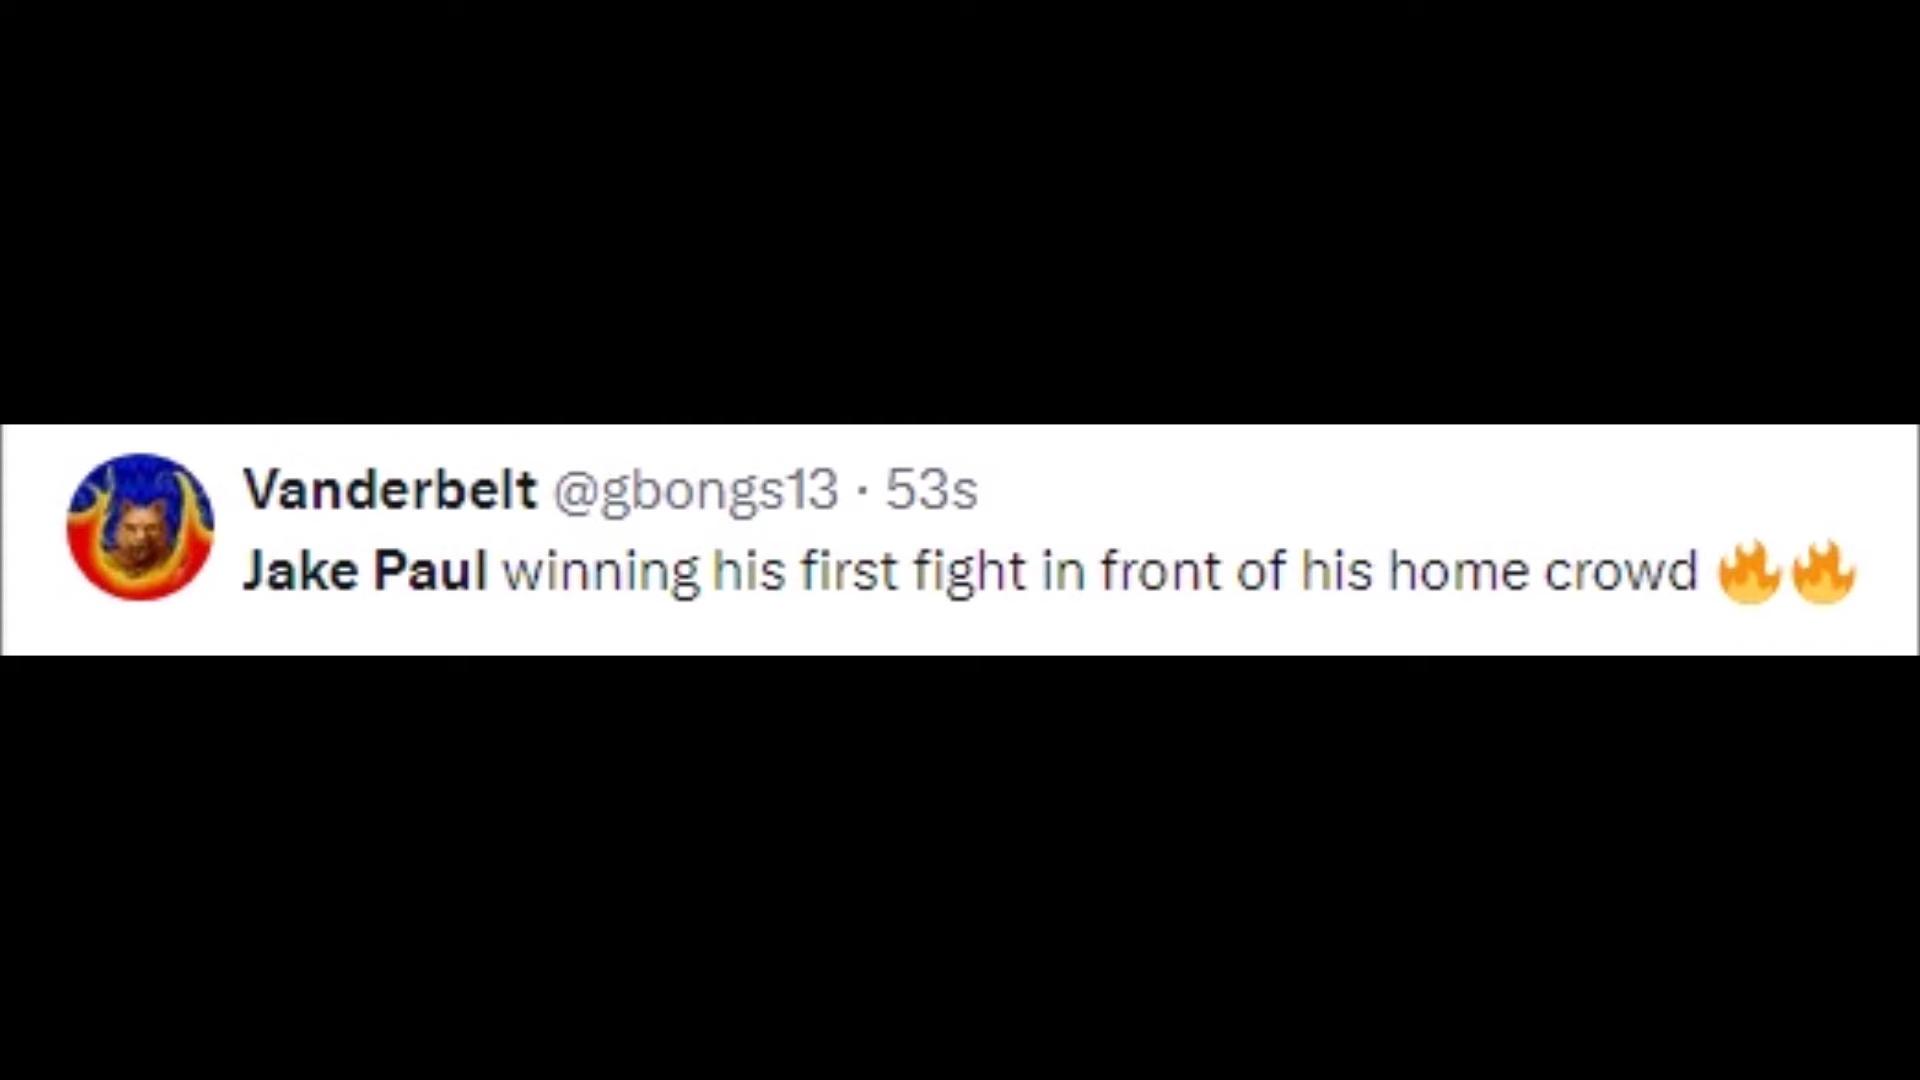 Vanderbelt @gbongs13 · 53s
Jake Paul winning his first fight in front of his home crowd 🔥🔥